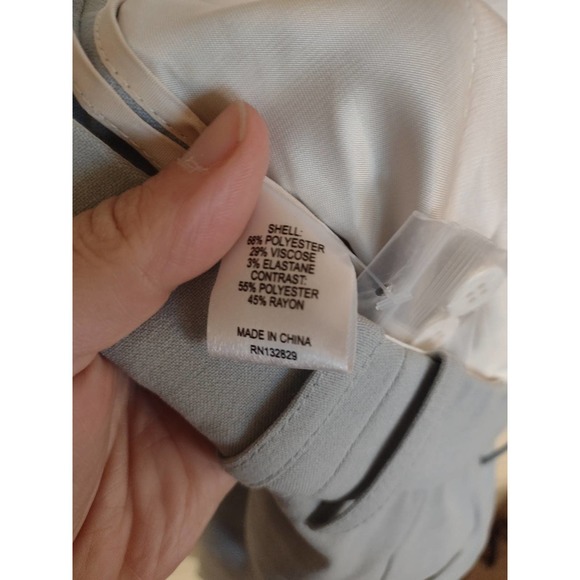 SHELL:
68% POLYESTER
29% VISCOSE
3% ELASTANE
CONTRAST:
55% POLYESTER
45% RAYON
MADE IN CHINA
RN132829